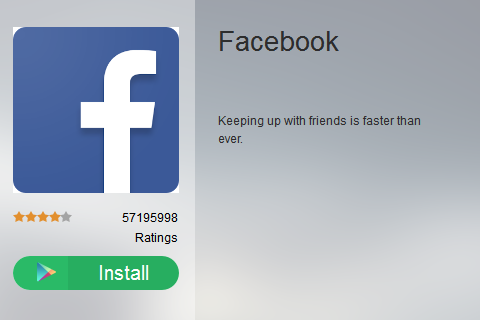 Facebook
Keeping up with friends is faster than
ever.
57195998
Ratings
Install